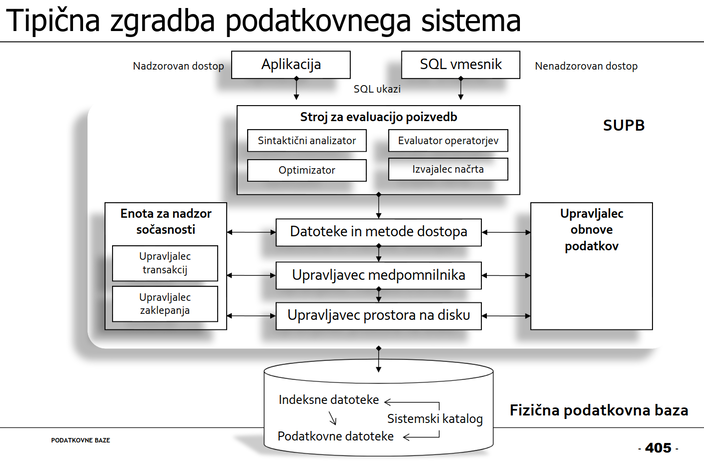 Tipična zgradba podatkovnega sistema
Nadzorovan dostop
Aplikacija
SQL vmesnik
Nenadzorovan dostop
SQL ukazi
Stroj za evaluacijo poizvedb
SUPB
Sintaktični analizator
Evaluator operatorjev
Optimizator
Izvajalec načrta
Enota za nadzor
sočasnosti
Upravljalec
transakcij
Upravljalec
zaklepanja
Datoteke in metode dostopa
Upravljavec medpomnilnika
Upravljavec prostora na disku
Upravljalec
obnove
podatkov
Indeksne datoteke
Sistemski katalog
Podatkovne datoteke
Fizična podatkovna baza
PODATKOVNE BAZE
- 405 -